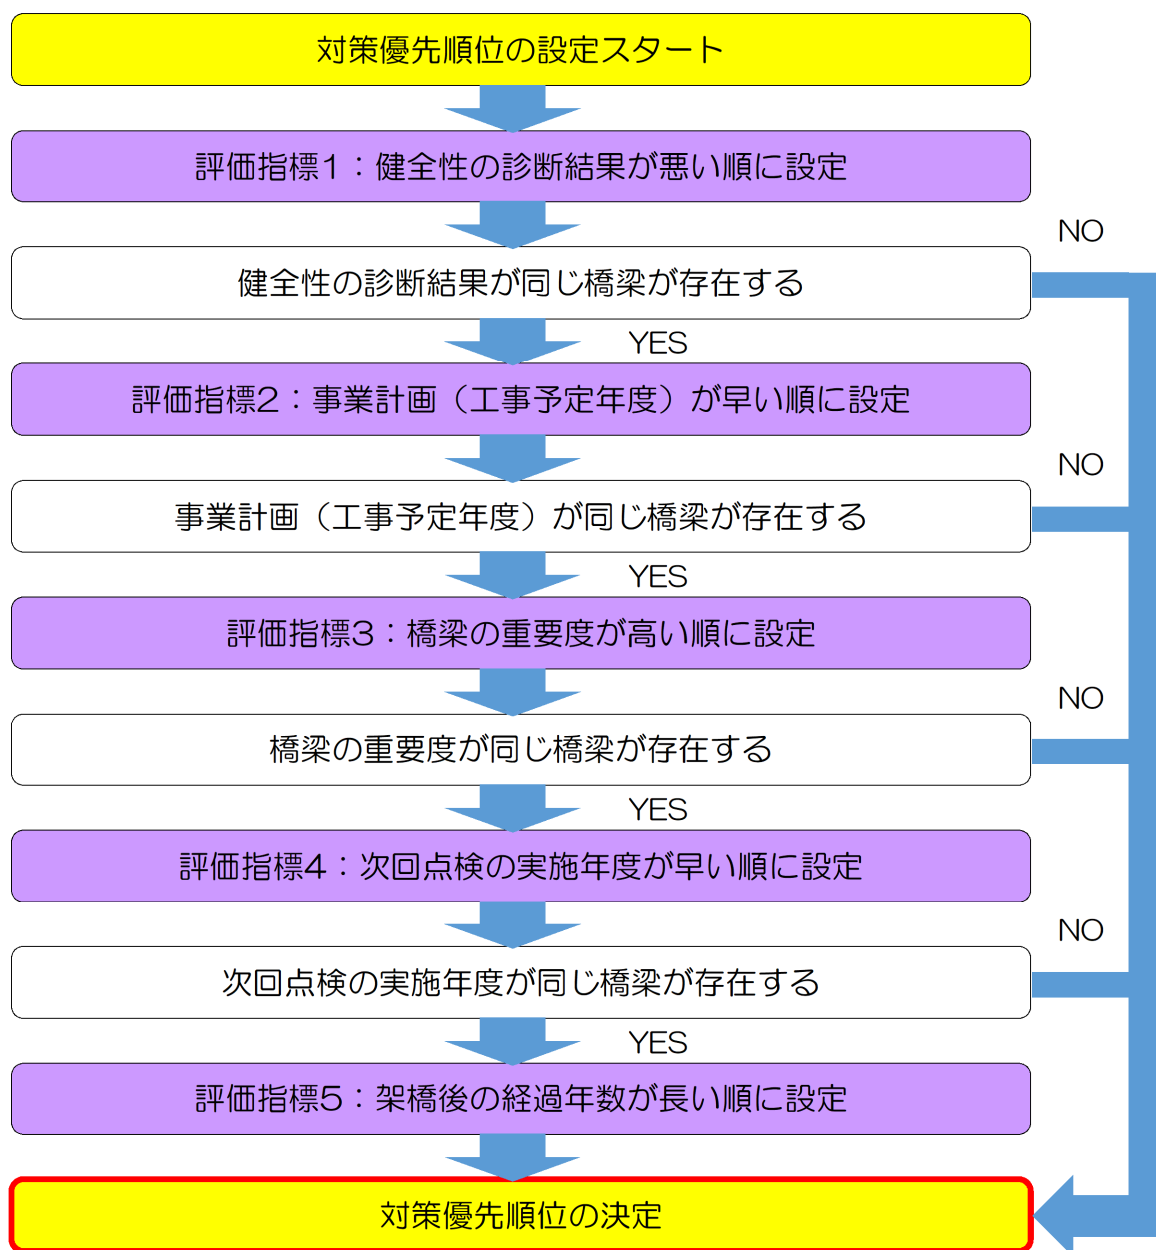 対策優先順位の設定スタート
評価指標1：健全性の診断結果が悪い順に設定
NO
健全性の診断結果が同じ橋梁が存在する
YES
評価指標2：事業計画（工事予定年度）が早い順に設定
NO
事業計画（工事予定年度）が同じ橋梁が存在する
YES
評価指標3：橋梁の重要度が高い順に設定
NO
橋梁の重要度が同じ橋梁が存在する
YES
評価指標4：次回点検の実施年度が早い順に設定
NO
次回点検の実施年度が同じ橋梁が存在する
YES
評価指標5：架橋後の経過年数が長い順に設定
対策優先順位の決定